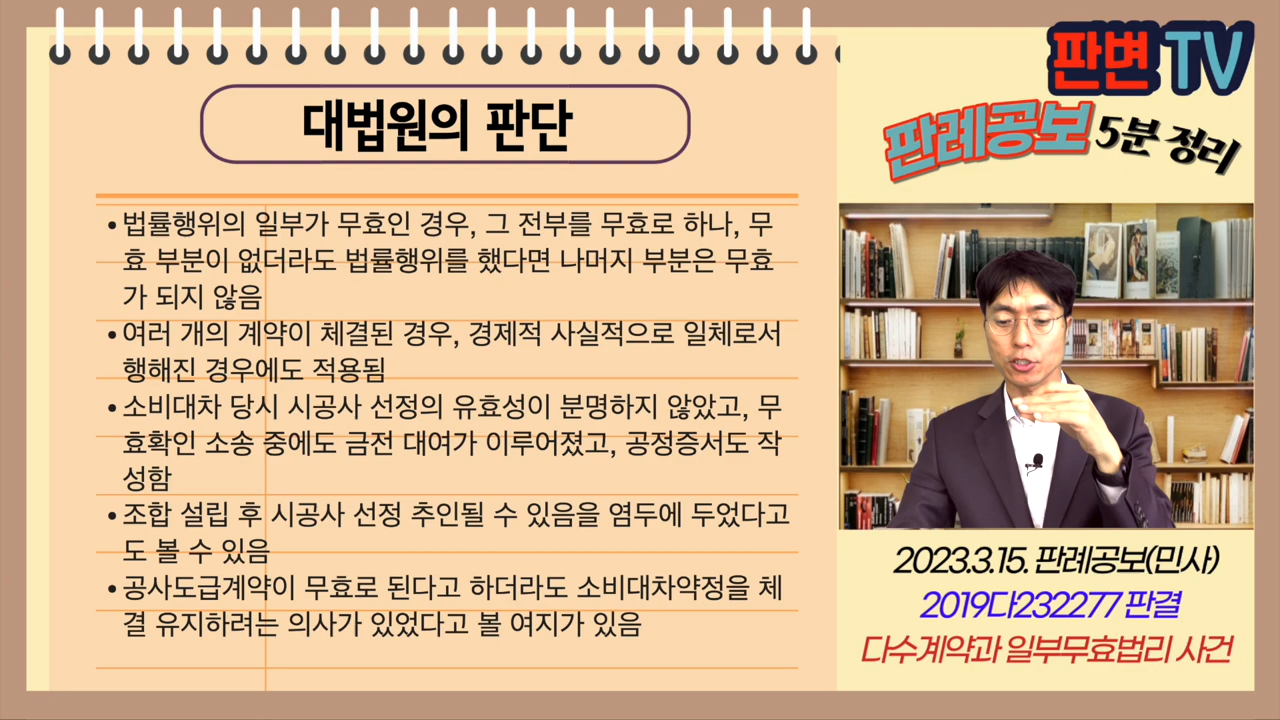 대법원의 판단
• 법률행위의 일부가 무효인 경우, 그 전부를 무효로 하나, 무
효 부분이 없더라도 법률행위를 했다면 나머지 부분은 무효
가 되지 않음
• 여러 개의 계약이 체결된 경우, 경제적 사실적으로 일체로서
행해진 경우에도 적용됨
• 소비대차 당시 시공사 선정의 유효성이 분명하지 않았고, 무
효확인 소송 중에도 금전 대여가 이루어졌고, 공정증서도 작
성함
• 조합 설립 후 시공사 선정 추인될 수 있음을 염두에 두었다고
도 볼 수 있음
• 공사도급계약이 무효로 된다고 하더라도 소비대차약정을 체
결 유지하려는 의사가 있었다고 볼 여지가 있음
판변 TV
판례공보 5분 정리
2023.3.15. 판례공보(민사)
2019다232277 판결
다수계약과 일부무효법리 사건